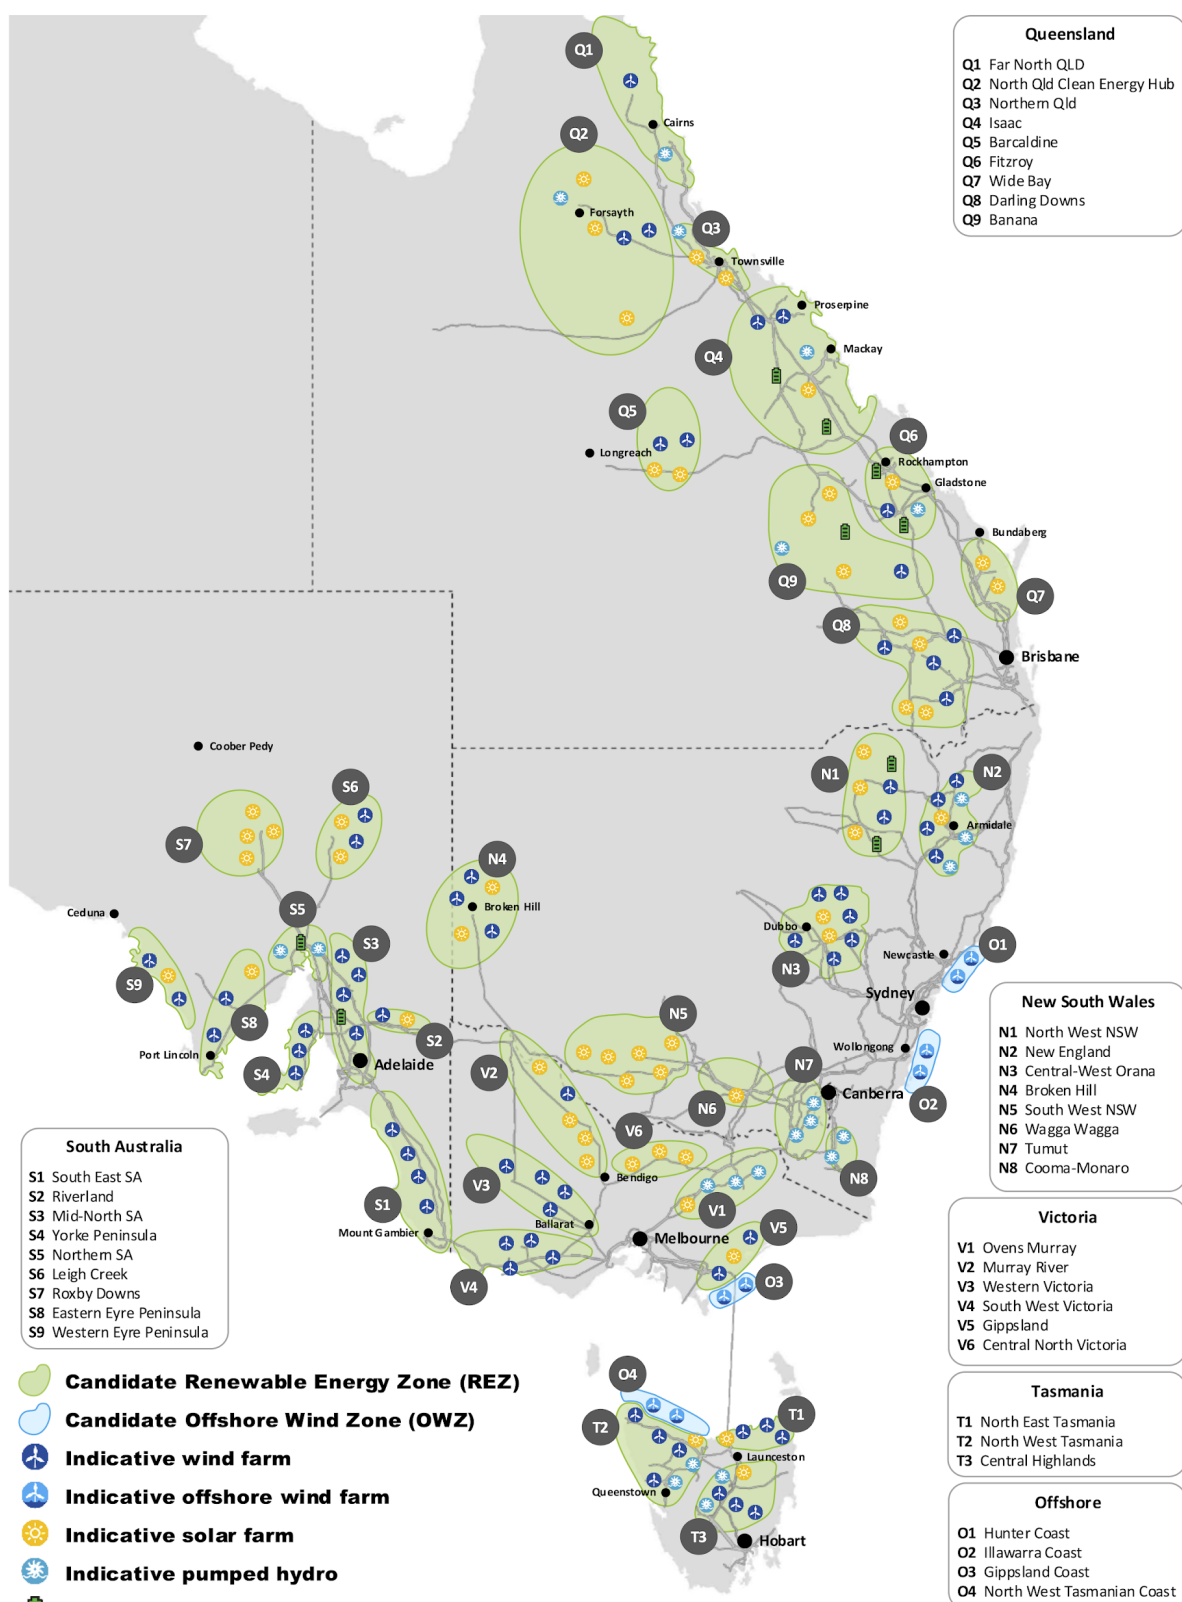 Queensland
Q1 Far North QLD
Q2 North Qld Clean Energy Hub
Q3 Northern Qld
Q4 Isaac
Q5 Barcaldine
Q6 Fitzroy
Q7 Wide Bay
Q8 Darling Downs
Q9 Banana
Q1
Cairns
Q2
Forsayth
Q3
Townsville
Proserpine
Q4
Mackay
Q5
Longreach
Q6
Rockhampton
Gladstone
Bundaberg
Q9
Q7
Q8
Brisbane
Coober Pedy
N1
N2
S6
Armidale
S7
N4
Broken Hill
Ceduna
S5
Dubbo
S3
O1
Newcastle
N3
S9
Sydney
S8
N5
S2
Wollongong
Port Lincoln
Adelaide
S4
V2
N7
Canberra
N6
O2
V6
Bendigo
N8
V3
S1
V1
Ballarat
V5
Mount Gambier
Melbourne
V4
O3
New South Wales
N1 North West NSW
N2 New England
N3 Central-West Orana
N4 Broken Hill
N5 South West NSW
N6 Wagga Wagga
N7 Tumut
N8 Cooma-Monaro
South Australia
S1 South East SA
S2 Riverland
S3 Mid-North SA
S4 Yorke Peninsula
S5 Northern SA
S6 Leigh Creek
S7 Roxby Downs
S8 Eastern Eyre Peninsula
S9 Western Eyre Peninsula
Victoria
V1 Ovens Murray
V2 Murray River
V3 Western Victoria
V4 South West Victoria
V5 Gippsland
V6 Central North Victoria
O4
T2
T1
Launceston
Queenstown
T3
Hobart
Tasmania
T1 North East Tasmania
T2 North West Tasmania
T3 Central Highlands
Offshore
O1 Hunter Coast
O2 Illawarra Coast
O3 Gippsland Coast
O4 North West Tasmanian Coast
Candidate Renewable Energy Zone (REZ)
Candidate Offshore Wind Zone (OWZ)
Indicative wind farm
Indicative offshore wind farm
Indicative solar farm
Indicative pumped hydro